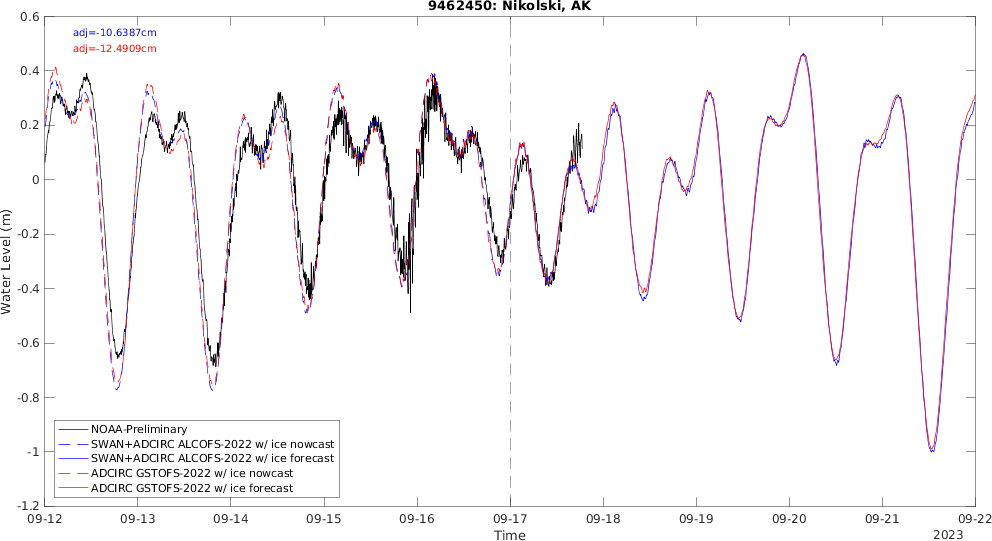 9462450: Nikolski, AK
adj=-10.6387cm
adj=-12.4909cm
0.6
0.4
0.2
0
-0.2
-0.4
-0.6
-0.8
-1
-1.2
Water Level (m)
NOAA-Preliminary
SWAN+ADCIRC ALCOFS-2022 w/ ice nowcast
SWAN+ADCIRC ALCOFS-2022 w/ ice forecast
ADCIRC GSTOFS-2022 w/ ice nowcast
ADCIRC GSTOFS-2022 w/ ice forecast
09-12 09-13 09-14 09-15 09-16 09-17 09-18 09-19 09-20 09-21 09-22
Time
2023